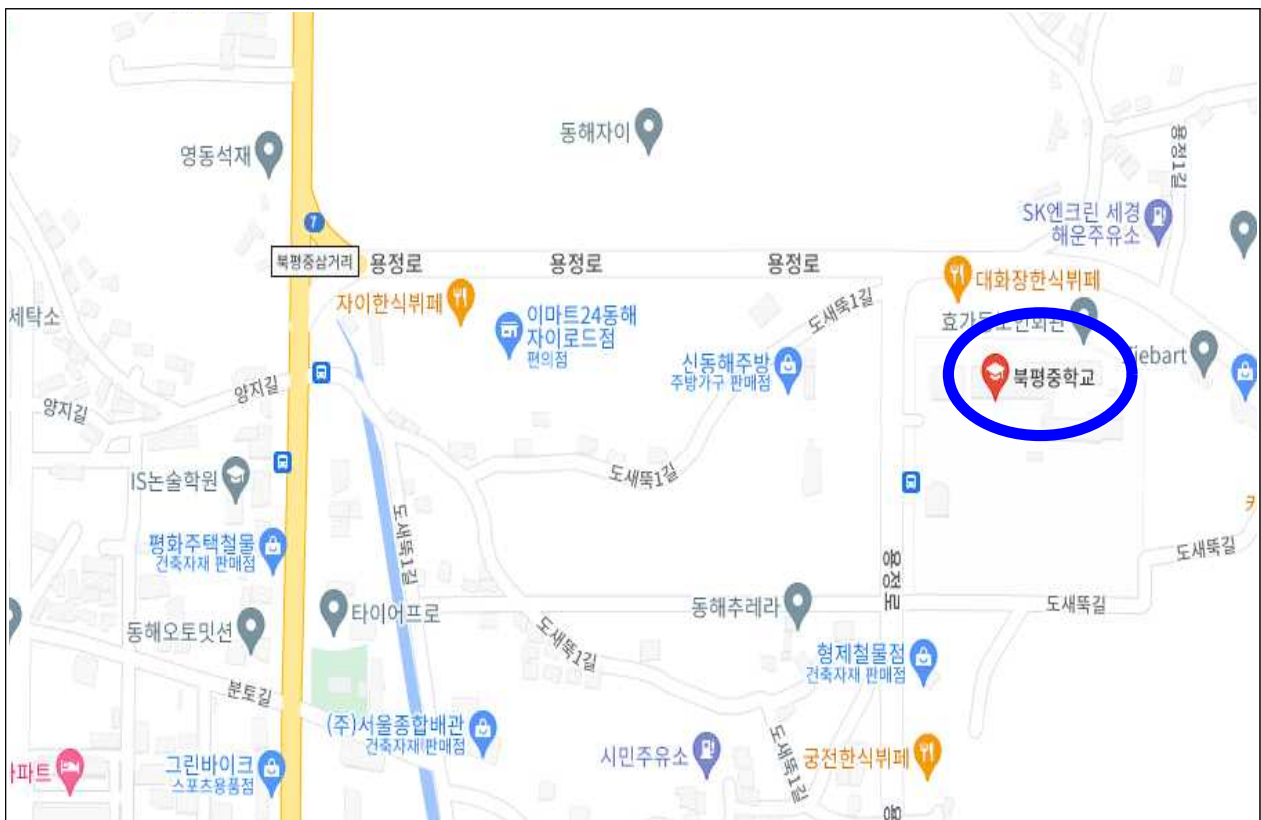 동해자이
영동석재
용정1길
SK엔크린 세경
해운주유소
7
북평중삼거리
용정로
용정로
용정로
대화장한식뷔페
자이한식뷔페
이마트24동해
자이로드점
편의점
도새뚝1길
세탁소
신동해주방
주방가구 판매점
Ziebart
북평중학교
양지길
양지길
IS논술학원
도새뚝1길
도새뚝1길
평화주택철물
건축자재 판매점
도새뚝길
용정로
동해추레라
도새뚝길
타이어프로
동해오토밋션
도새뚝1길
형제철물점
건축자재 판매점
분토길
(주)서울종합배관
건축자재 판매점
도새뚝1길
시민주유소
궁전한식뷔페
그린바이크
스포츠용품점
파트